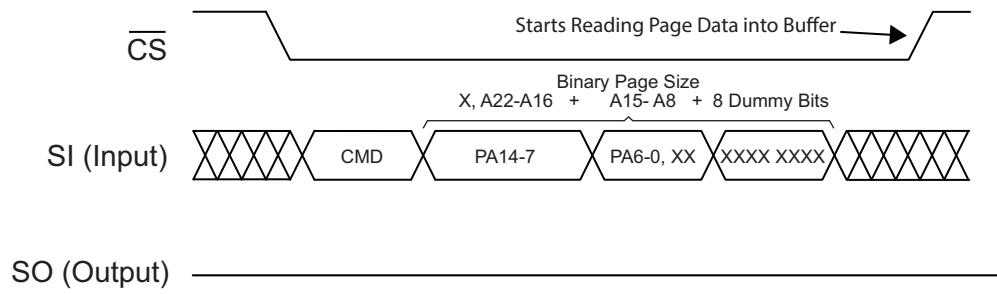 Starts Reading Page Data into Buffer
CS
Binary Page Size
X, A22-A16 + A15- A8 + 8 Dummy Bits
SI (Input)
CMD
PA14-7
PA6-0, XX
XXXX XXXX
SO (Output)